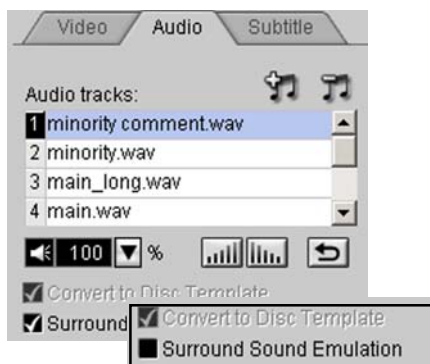 Video Audio Subtitle
Audio tracks:
1 minority comment.wav
2 minority.wav
3 main_long.wav
4 main.wav
100 %
Convert to Disc Template
Surround
Convert to Disc Template
Surround Sound Emulation